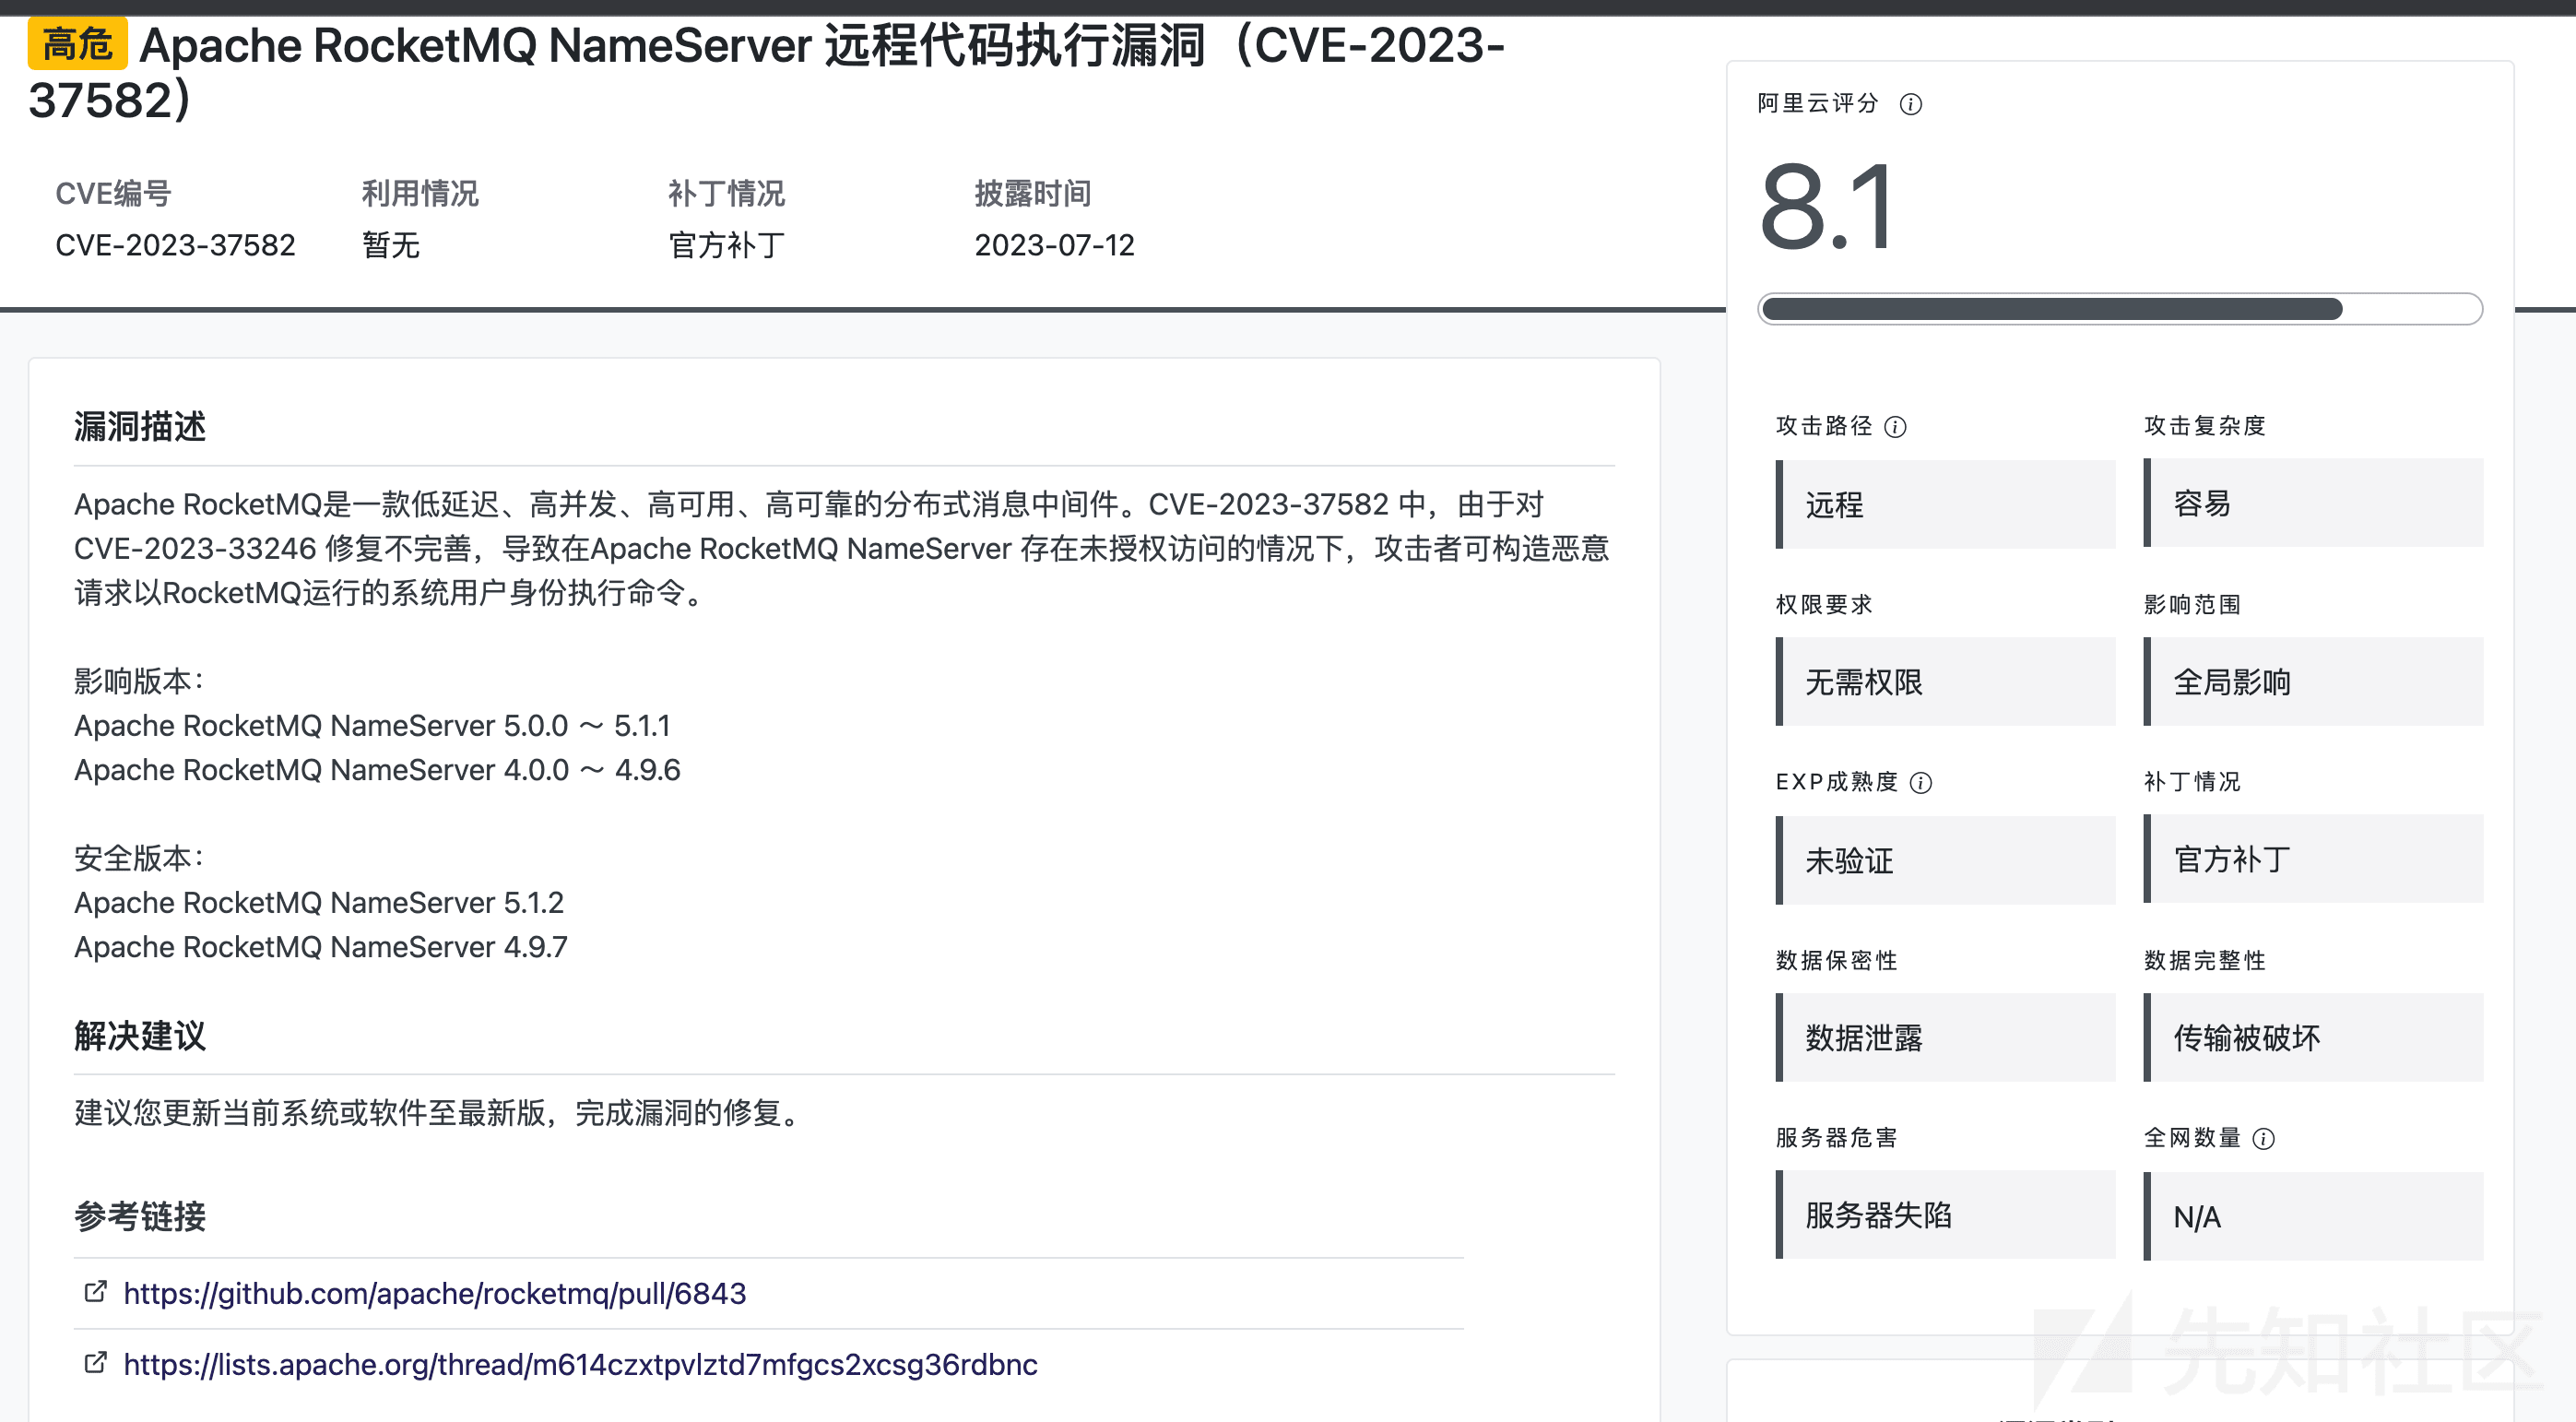 高危 Apache RocketMQ NameServer 远程代码执行漏洞（CVE-2023-
37582）
CVE编号 利用情况 补丁情况 披露时间
CVE-2023-37582 暂无 官方补丁 2023-07-12
漏洞描述
Apache RocketMQ是一款低延迟、高并发、高可用、高可靠的分布式消息中间件。CVE-2023-37582 中，由于对
CVE-2023-33246 修复不完善，导致在Apache RocketMQ NameServer 存在未授权访问的情况下，攻击者可构造恶意
请求以RocketMQ运行的系统用户身份执行命令。
影响版本：
Apache RocketMQ NameServer 5.0.0 ～ 5.1.1
Apache RocketMQ NameServer 4.0.0 ～ 4.9.6
安全版本：
Apache RocketMQ NameServer 5.1.2
Apache RocketMQ NameServer 4.9.7
解决建议
建议您更新当前系统或软件至最新版，完成漏洞的修复。
参考链接
https://github.com/apache/rocketmq/pull/6843
https://lists.apache.org/thread/m614czxtpvlztd7mfgcs2xcsg36rdbnc
阿里云评分
8.1
攻击路径 攻击复杂度
远程 容易
权限要求 影响范围
无需权限 全局影响
EXP成熟度 补丁情况
未验证 官方补丁
数据保密性 数据完整性
数据泄露 传输被破坏
服务器危害 全网数量
服务器失陷 N/A
先知社区